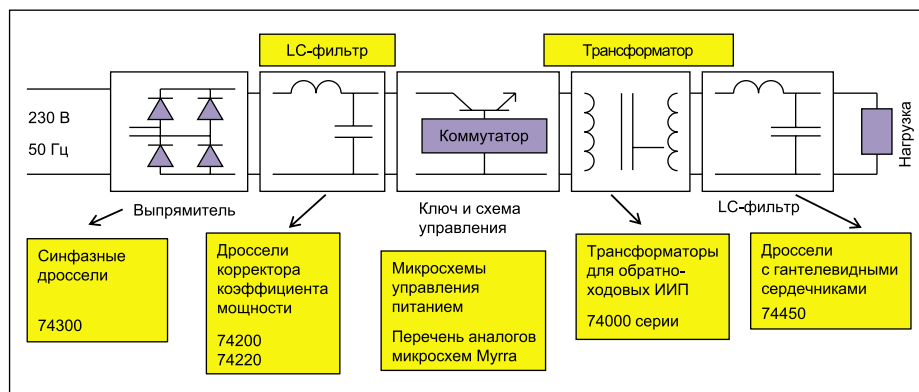 LC-фильтр
Трансформатор
230 В
50 Гц
Коммутатор
Нагрузка
Выпрямитель
Ключ и схема
управления
LC-фильтр
Синфазные
дроссели
74300
Дроссели
корректора
коэффициента
мощности
74200
74220
Микросхемы
управления
питанием
Перечень аналогов
микросхем Myrra
Трансформаторы
для обратно-
ходовых ИИП
74000 серии
Дроссели
с гантелевидными
сердечниками
74450